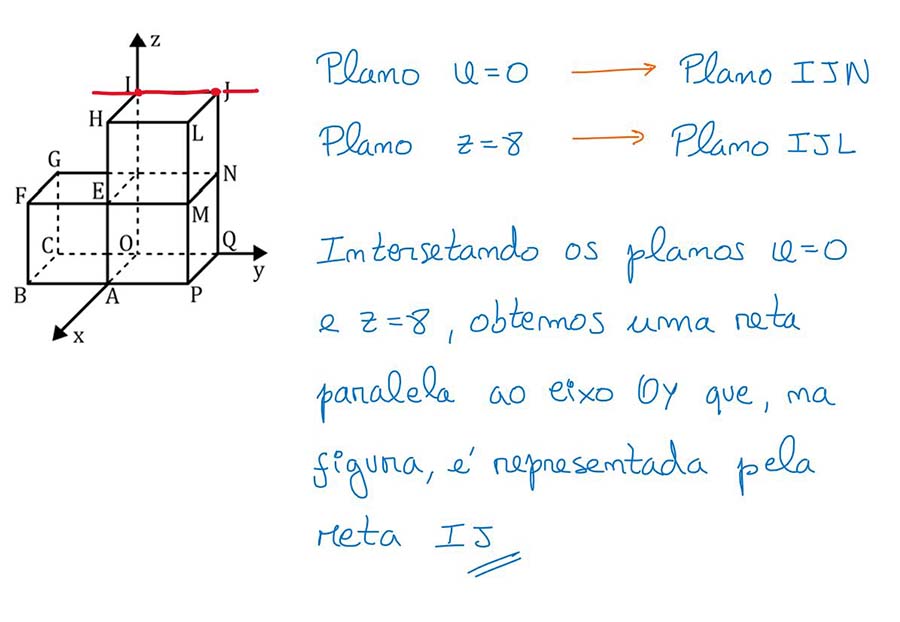 z
I
J
H
L
G
N
F
E
M
C
O
Q
y
B
A
P
x
Plano x=0 → Plano IJN
Plano z=8 → Plano IJL
Intersetando os planos x=0
e z=8, obtemos uma reta
paralela ao eixo Oy que, na
figura, é representada pela
reta IJ